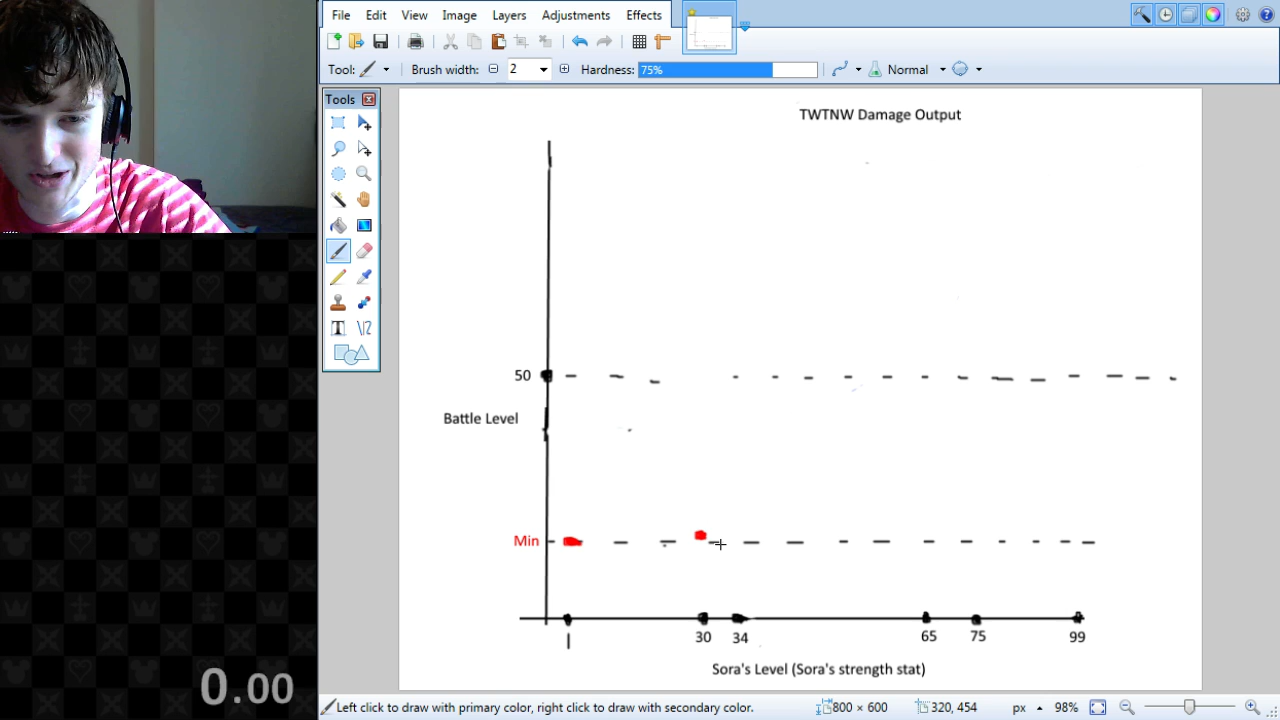 File Edit View Image Layers Adjustments Effects
Tool: Brush width: 2 Hardness: 75% Normal
Tools
TWTNW Damage Output
50
Battle Level
Min
1 30 34 65 75 99
Sora's Level (Sora's strength stat)
0.00
Left click to draw with primary color, right click to draw with secondary color. 800 × 600 320, 454 px 98%